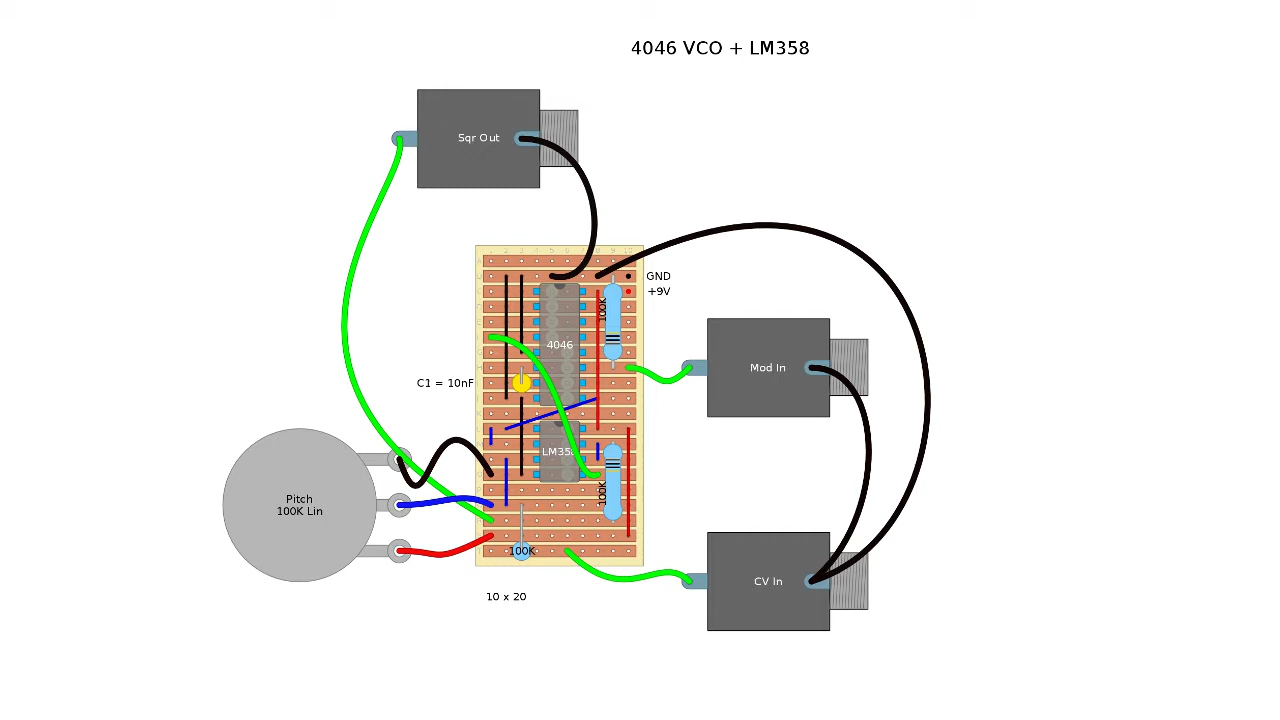 4046 VCO + LM358
Sqr Out
GND
+9V
100K
4046
Mod In
C1 = 10nF
LM358
100K
Pitch
100K Lin
100K
CV In
10 x 20